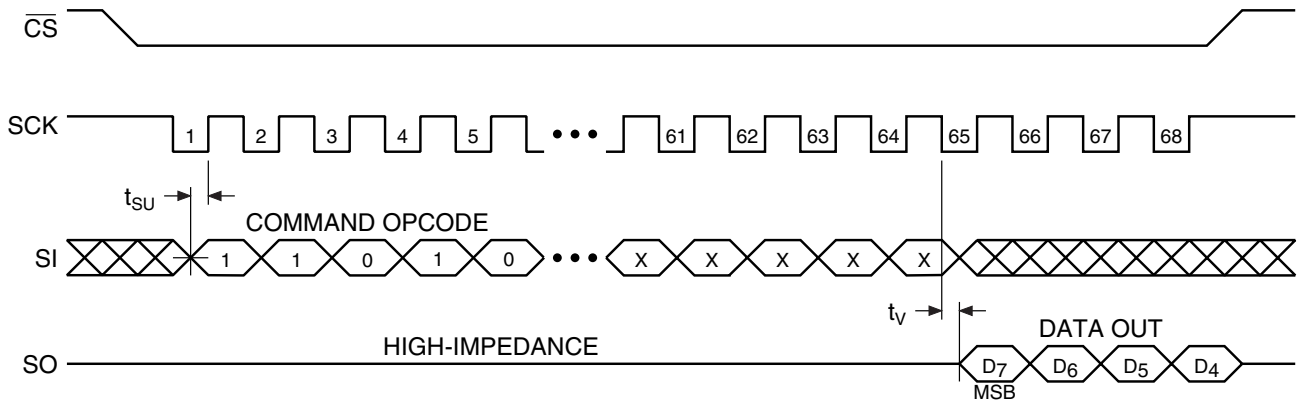 CS
SCK 1 2 3 4 5 ••• 61 62 63 64 65 66 67 68
tSU
COMMAND OPCODE
SI 1 1 0 1 0 ••• X X X X X
tV
DATA OUT
HIGH-IMPEDANCE
SO D7 D6 D5 D4
MSB